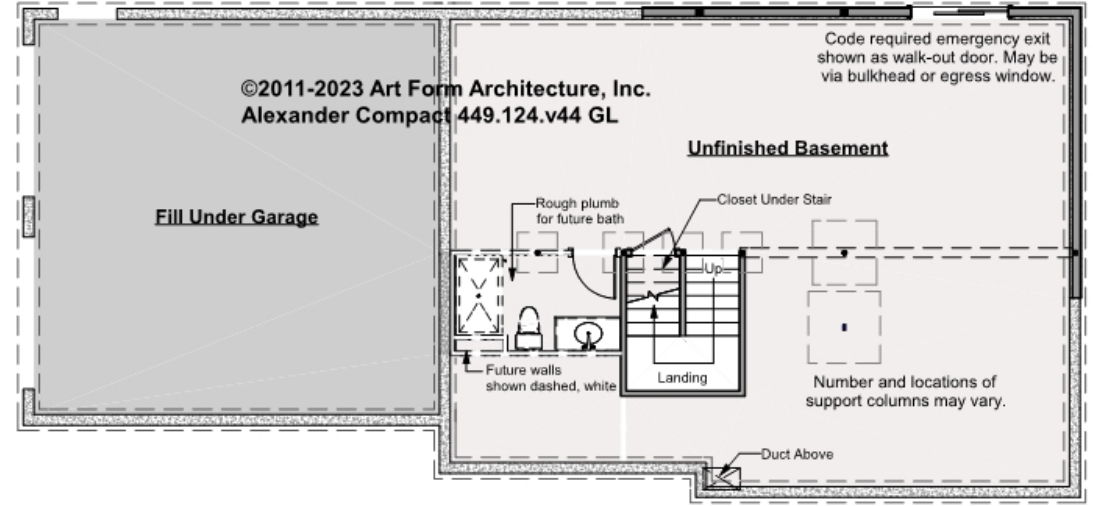 Code required emergency exit
shown as walk-out door. May be
via bulkhead or egress window.
©2011-2023 Art Form Architecture, Inc.
Alexander Compact 449.124.v44 GL
Unfinished Basement
Fill Under Garage
Rough plumb
for future bath
Closet Under Stair
Up
Future walls
shown dashed, white
Landing
Number and locations of
support columns may vary.
Duct Above